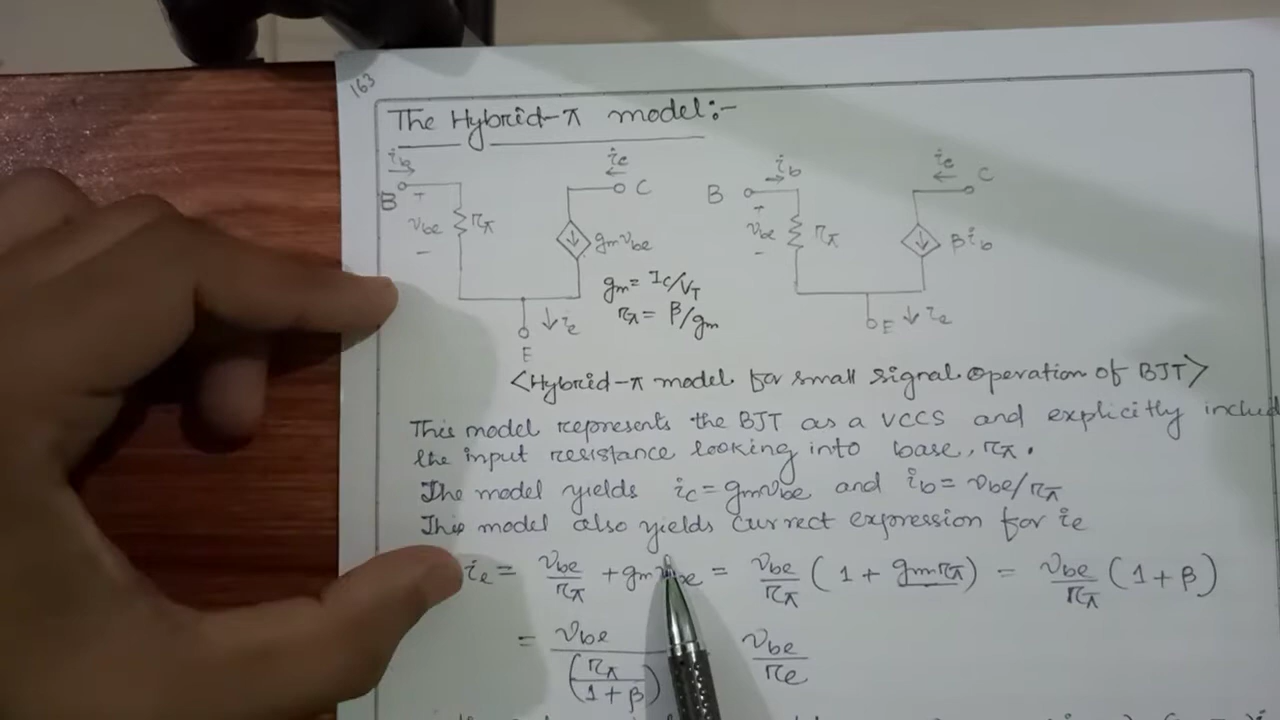 163
The Hybrid-π model:-
ib ic ib ic
B + C B + C
vbe rπ gmvbe vbe rπ βib
- -
gm = Ic/VT
rπ = β/gm
ie E ie
E
<Hybrid-π model for small signal operation of BJT>
This model represents the BJT as a VCCS and explicitly includ
the input resistance looking into base, rπ.
The model yields ic = gmvbe and ib = vbe/rπ
This model also yields currect expression for ie
ie = vbe/rπ + gmvbe = vbe/rπ (1 + gmrπ) = vbe/rπ (1 + β)
= vbe/(rπ/(1+β)) vbe/re